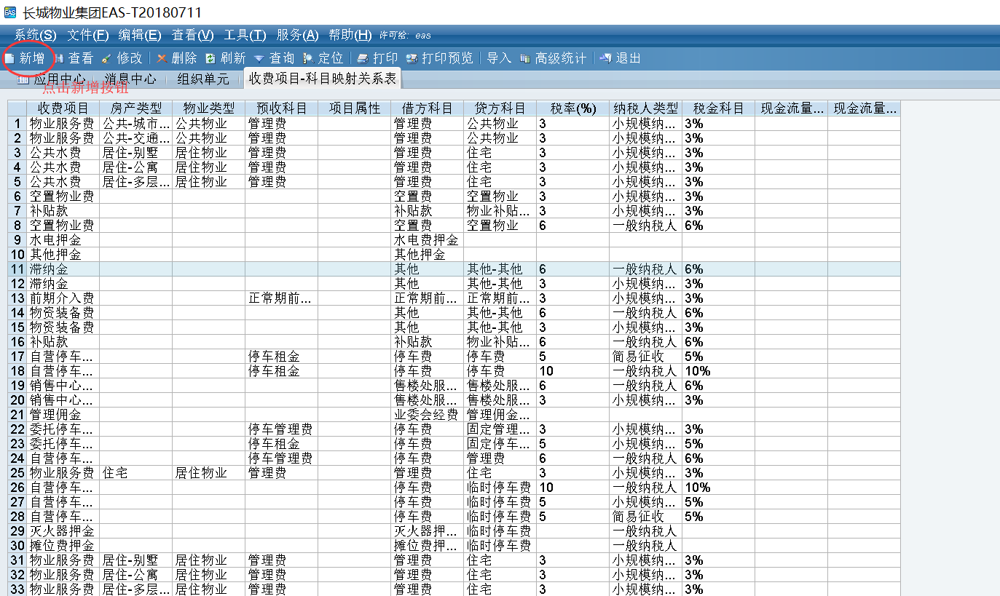 长城物业集团EAS-T20180711
系统(S) 文件(F) 编辑(E) 查看(V) 工具(T) 服务(A) 帮助(H) 许可给: eas
新增 查看 修改 删除 刷新 查询 定位 打印 打印预览 导入 高级统计 退出
应用中心 消息中心 组织单元 收费项目-科目映射关系表
点击新增按钮
收费项目 房产类型 物业类型 预收科目 项目属性 借方科目 贷方科目 税率(%) 纳税人类型 税金科目 现金流量... 现金流量...
1 物业服务费 公共-城市... 公共物业 管理费 管理费 公共物业 3 小规模纳... 3%
2 物业服务费 公共-交通... 公共物业 管理费 管理费 公共物业 3 小规模纳... 3%
3 公共水费 居住-别墅 居住物业 管理费 管理费 住宅 3 小规模纳... 3%
4 公共水费 居住-公寓 居住物业 管理费 管理费 住宅 3 小规模纳... 3%
5 公共水费 居住-多层... 居住物业 管理费 管理费 住宅 3 小规模纳... 3%
6 空置物业费 空置费 空置物业 3 小规模纳... 3%
7 补贴款 补贴款 物业补贴... 3 小规模纳... 3%
8 空置物业费 空置费 空置物业 6 一般纳税人 6%
9 水电押金 水电费押金
10 其他押金 其他押金
11 滞纳金 其他 其他-其他 6 一般纳税人 6%
12 滞纳金 其他 其他-其他 3 小规模纳... 3%
13 前期介入费 正常期前... 正常期前... 正常期前... 3 小规模纳... 3%
14 物资装备费 其他 其他-其他 6 一般纳税人 6%
15 物资装备费 其他 其他-其他 3 小规模纳... 3%
16 补贴款 补贴款 物业补贴... 6 一般纳税人 6%
17 自营停车... 停车租金 停车费 停车费 5 简易征收 5%
18 自营停车... 停车租金 停车费 停车费 10 一般纳税人 10%
19 销售中心... 售楼处服... 售楼处服... 6 一般纳税人 6%
20 销售中心... 售楼处服... 售楼处服... 3 小规模纳... 3%
21 管理佣金 业委会经费 管理佣金...
22 委托停车... 停车管理费 停车费 固定管理... 3 小规模纳... 3%
23 委托停车... 停车租金 停车费 固定停车... 5 小规模纳... 5%
24 自营停车... 停车管理费 停车费 管理费 6 一般纳税人 6%
25 物业服务费 住宅 居住物业 管理费 管理费 住宅 3 小规模纳... 3%
26 自营停车... 停车费 临时停车费 10 一般纳税人 10%
27 自营停车... 停车费 临时停车费 5 小规模纳... 5%
28 自营停车... 停车费 临时停车费 5 简易征收 5%
29 灭火器押金 灭火器押... 临时停车费 一般纳税人
30 摊位费押金 摊位费押... 临时停车费 一般纳税人
31 物业服务费 居住-别墅 居住物业 管理费 管理费 住宅 3 小规模纳... 3%
32 物业服务费 居住-公寓 居住物业 管理费 管理费 住宅 3 小规模纳... 3%
33 物业服务费 居住-多层... 居住物业 管理费 管理费 住宅 3 小规模纳... 3%